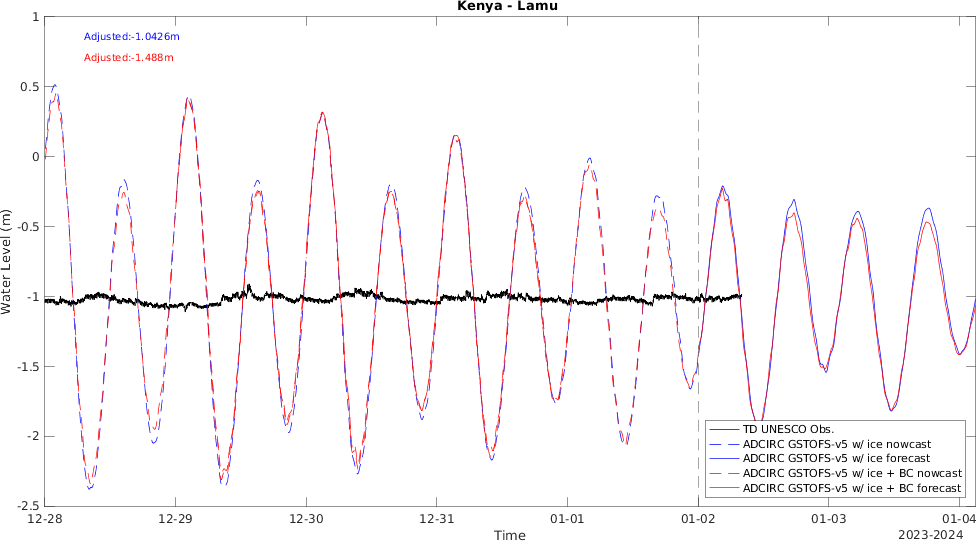 Kenya - Lamu
Adjusted:-1.0426m
Adjusted:-1.488m
Water Level (m)
1
0.5
0
-0.5
-1
-1.5
-2
-2.5
12-28
12-29
12-30
12-31
01-01
01-02
01-03
01-04
Time
2023-2024
TD UNESCO Obs.
ADCIRC GSTOFS-v5 w/ ice nowcast
ADCIRC GSTOFS-v5 w/ ice forecast
ADCIRC GSTOFS-v5 w/ ice + BC nowcast
ADCIRC GSTOFS-v5 w/ ice + BC forecast